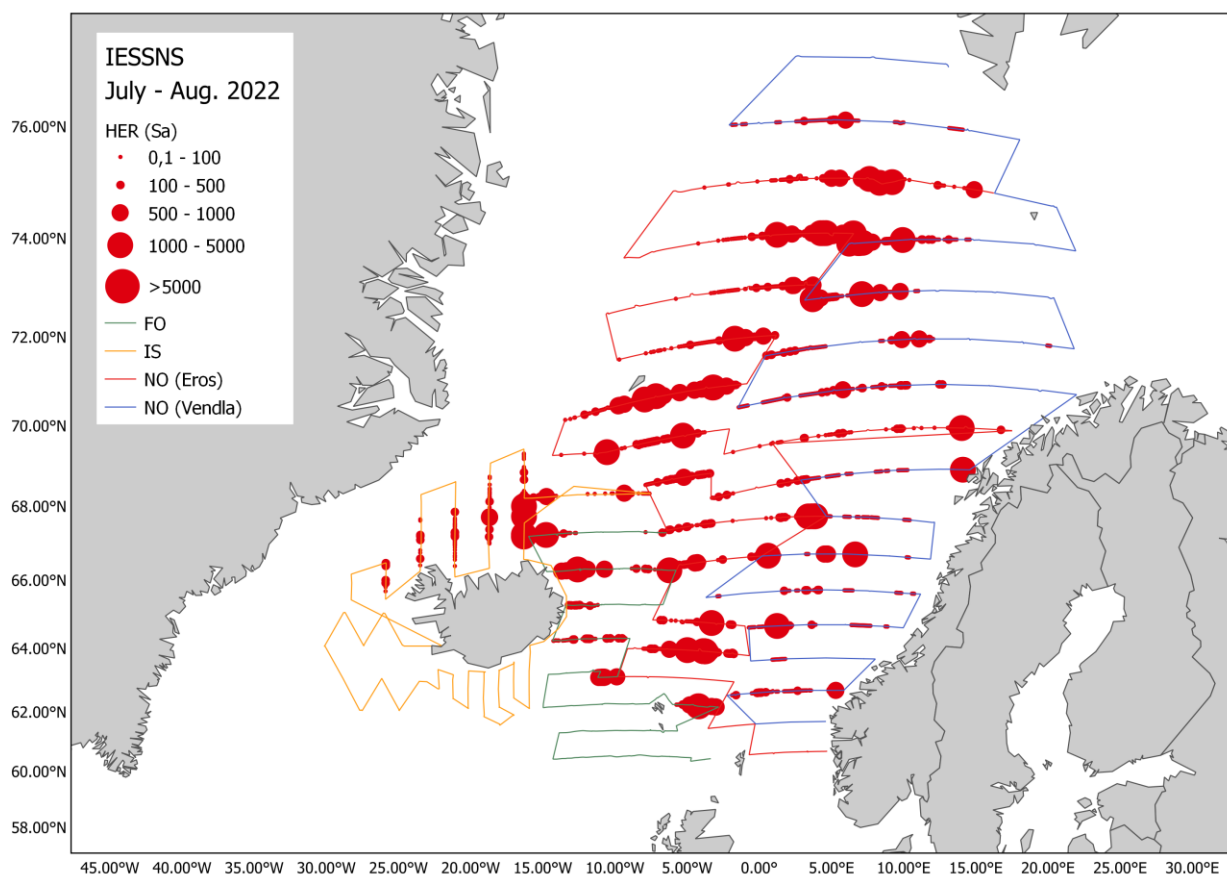 IESSNS
July - Aug. 2022
HER (Sa)
0,1 - 100
100 - 500
500 - 1000
1000 - 5000
>5000
FO
IS
NO (Eros)
NO (Vendla)
76.00°N
74.00°N
72.00°N
70.00°N
68.00°N
66.00°N
64.00°N
62.00°N
60.00°N
58.00°N
45.00°W 40.00°W 35.00°W 30.00°W 25.00°W 20.00°W 15.00°W 10.00°W 5.00°W 0.00°E 5.00°E 10.00°E 15.00°E 20.00°E 25.00°E 30.00°E